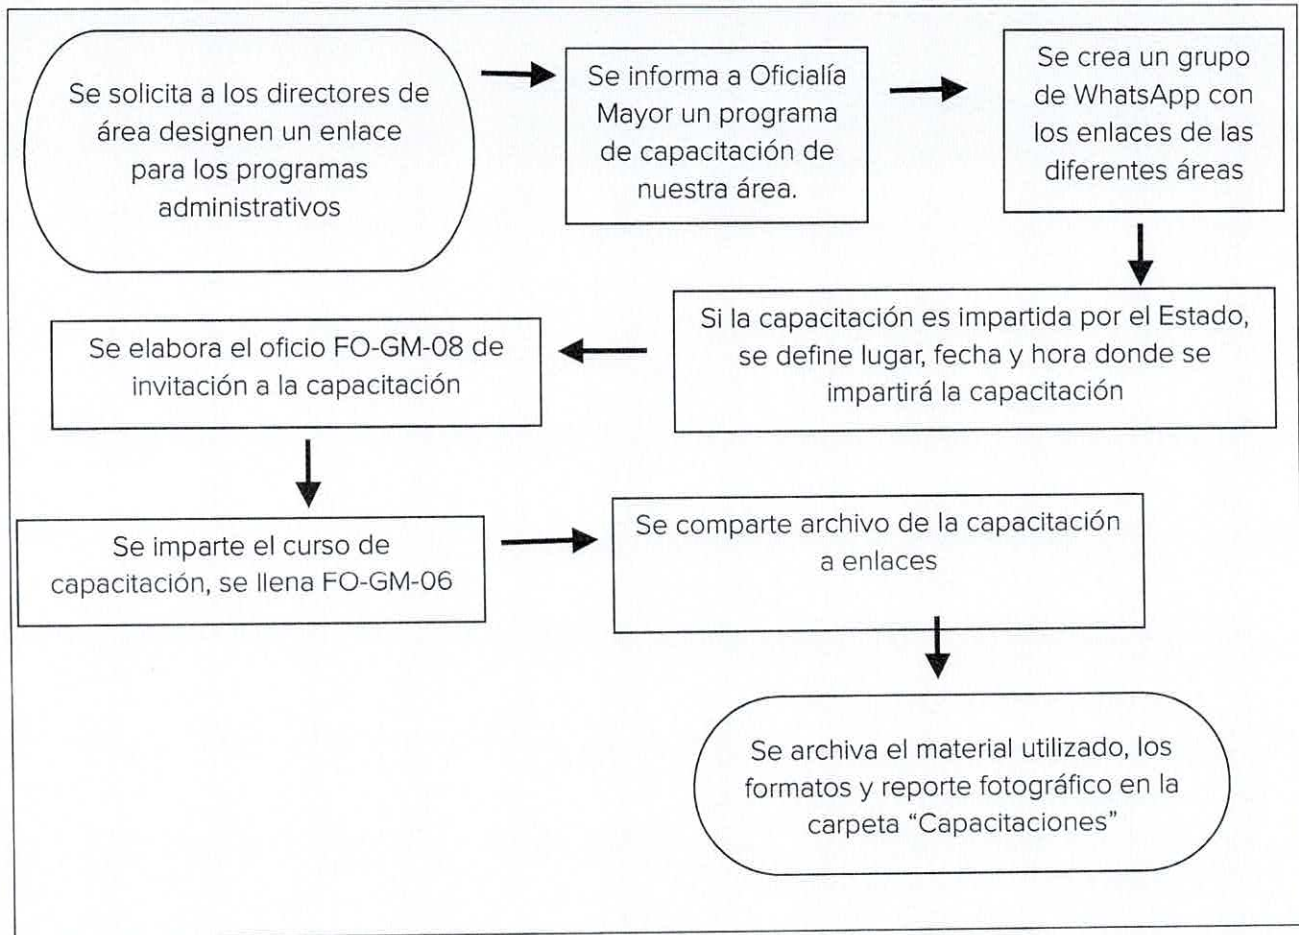 Se solicita a los directores de
área designen un enlace
para los programas
administrativos
Se informa a Oficialía
Mayor un programa
de capacitación de
nuestra área.
Se crea un grupo
de WhatsApp con
los enlaces de las
diferentes áreas
Si la capacitación es impartida por el Estado,
se define lugar, fecha y hora donde se
impartirá la capacitación
Se elabora el oficio FO-GM-08 de
invitación a la capacitación
Se imparte el curso de
capacitación, se llena FO-GM-06
Se comparte archivo de la capacitación
a enlaces
Se archiva el material utilizado, los
formatos y reporte fotográfico en la
carpeta “Capacitaciones”